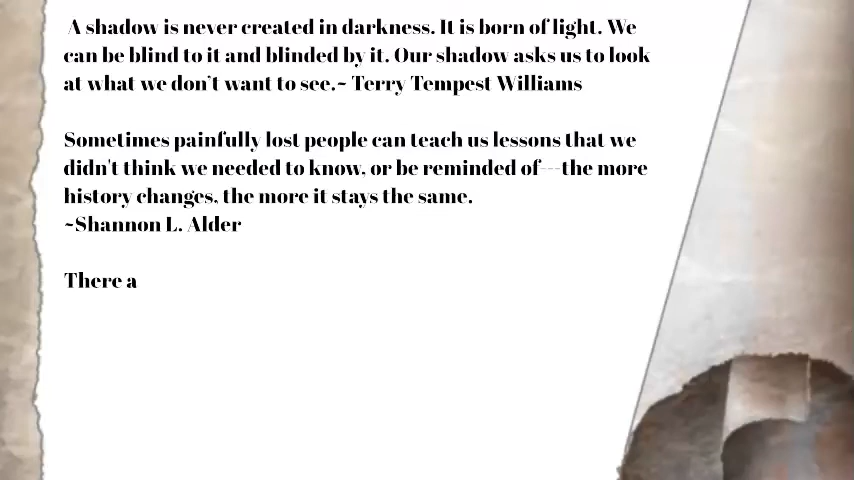 A shadow is never created in darkness. It is born of light. We
can be blind to it and blinded by it. Our shadow asks us to look
at what we don't want to see.~ Terry Tempest Williams
Sometimes painfully lost people can teach us lessons that we
didn't think we needed to know, or be reminded of---the more
history changes, the more it stays the same.
~Shannon L. Alder
There a